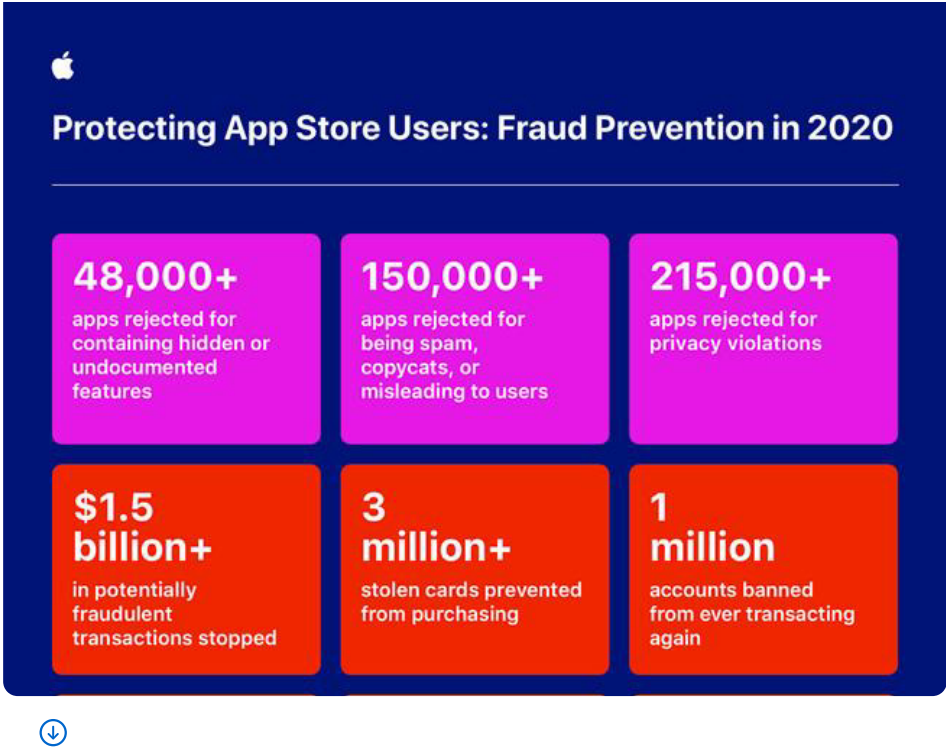 Protecting App Store Users: Fraud Prevention in 2020
48,000+
apps rejected for
containing hidden or
undocumented
features
150,000+
apps rejected for
being spam,
copycats, or
misleading to users
215,000+
apps rejected for
privacy violations
$1.5
billion+
in potentially
fraudulent
transactions stopped
3
million+
stolen cards prevented
from purchasing
1
million
accounts banned
from ever transacting
again